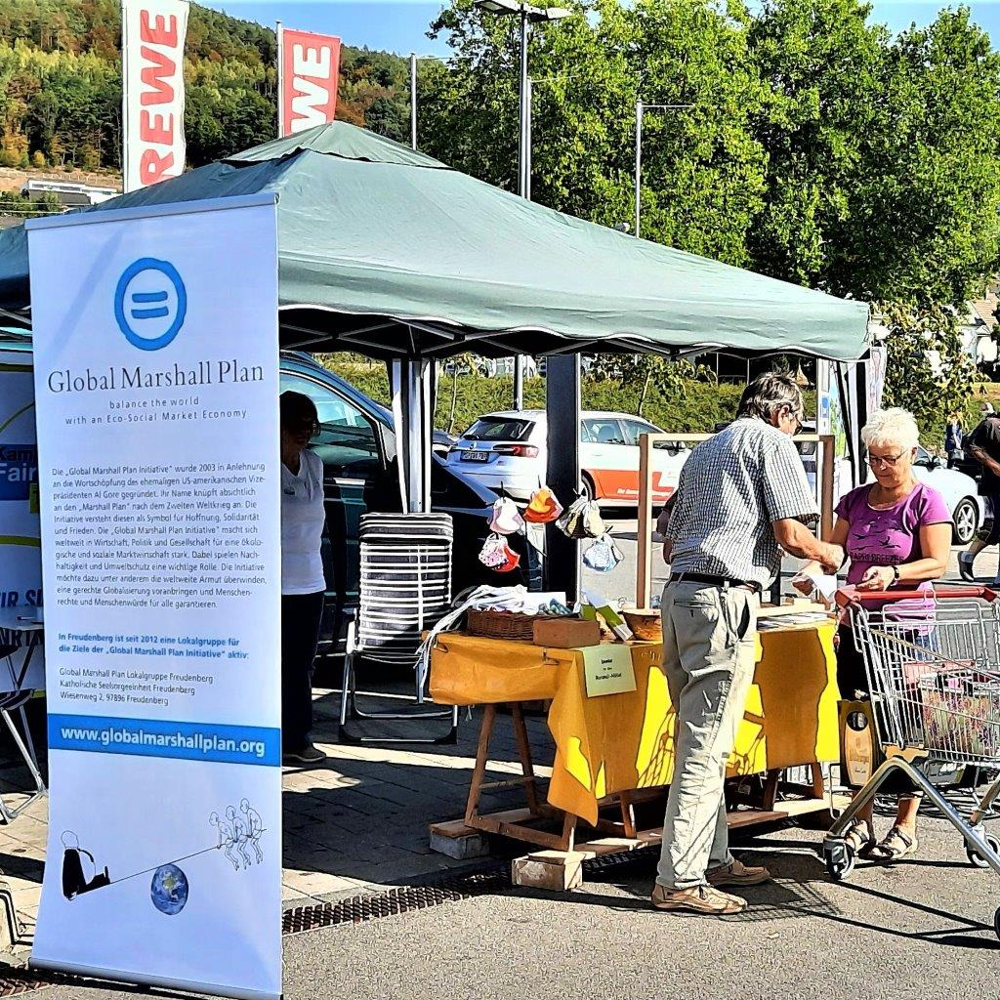 REWE
WE
Global Marshall Plan
balance the world
with an Eco-Social Market Economy
Die „Global Marshall Plan Initiative“ wurde 2003 in Anlehnung
an die Wortschöpfung des ehemaligen US-amerikanischen Vize-
präsidenten Al Gore gegründet. Ihr Name knüpft absichtlich
an den „Marshall Plan“ nach dem Zweiten Weltkrieg an. Die
Initiative versteht diesen als Symbol für Hoffnung, Solidarität
und Frieden. Die „Global Marshall Plan Initiative“ macht sich
weltweit in Wirtschaft, Politik und Gesellschaft für eine ökolo-
gische und soziale Marktwirtschaft stark. Dabei spielen Nach-
haltigkeit und Umweltschutz eine wichtige Rolle. Die Initiative
möchte dazu unter anderem die weltweite Armut überwinden,
eine gerechte Globalisierung voranbringen und Menschen-
rechte und Menschenwürde für alle garantieren.
In Freudenberg ist seit 2012 eine Lokalgruppe für
die Ziele der „Global Marshall Plan Initiative“ aktiv:
Global Marshall Plan Lokalgruppe Freudenberg
Katholische Seelsorgeeinheit Freudenberg
Wiesenweg 2, 97896 Freudenberg
www.globalmarshallplan.org
Fair
CAPRI BREEZE